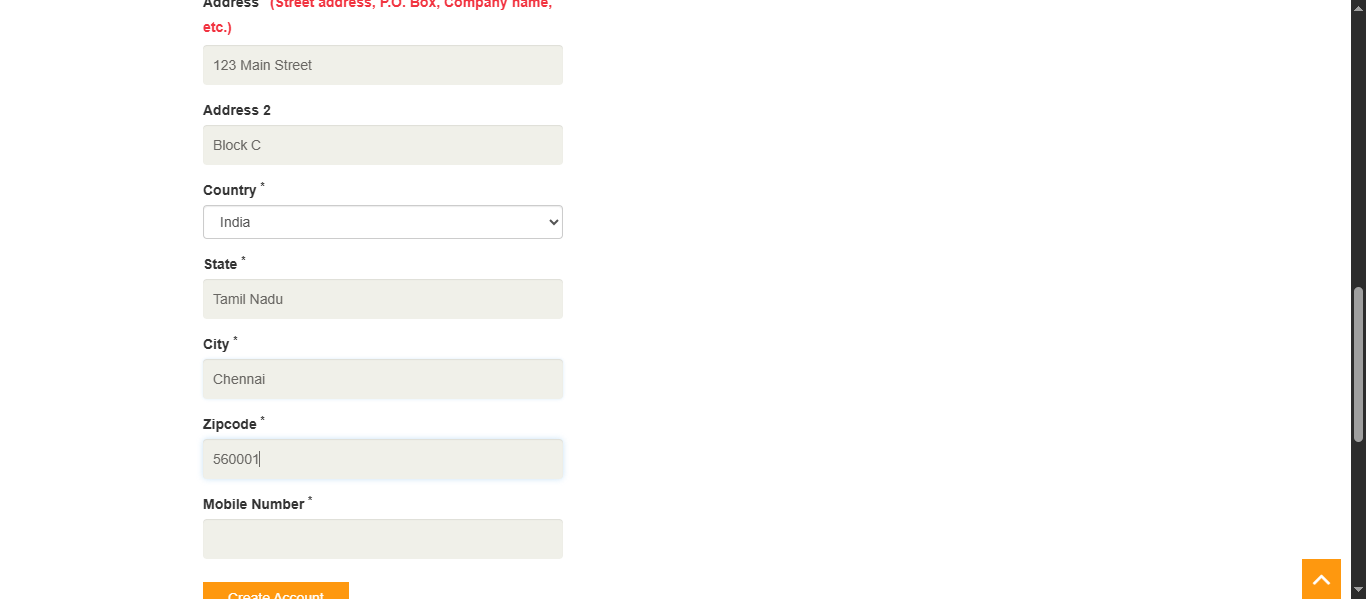 Address * (Street address, P.O. Box, Company name,
etc.)
123 Main Street
Address 2
Block C
Country *
India
State *
Tamil Nadu
City *
Chennai
Zipcode *
560001
Mobile Number *
Create Account